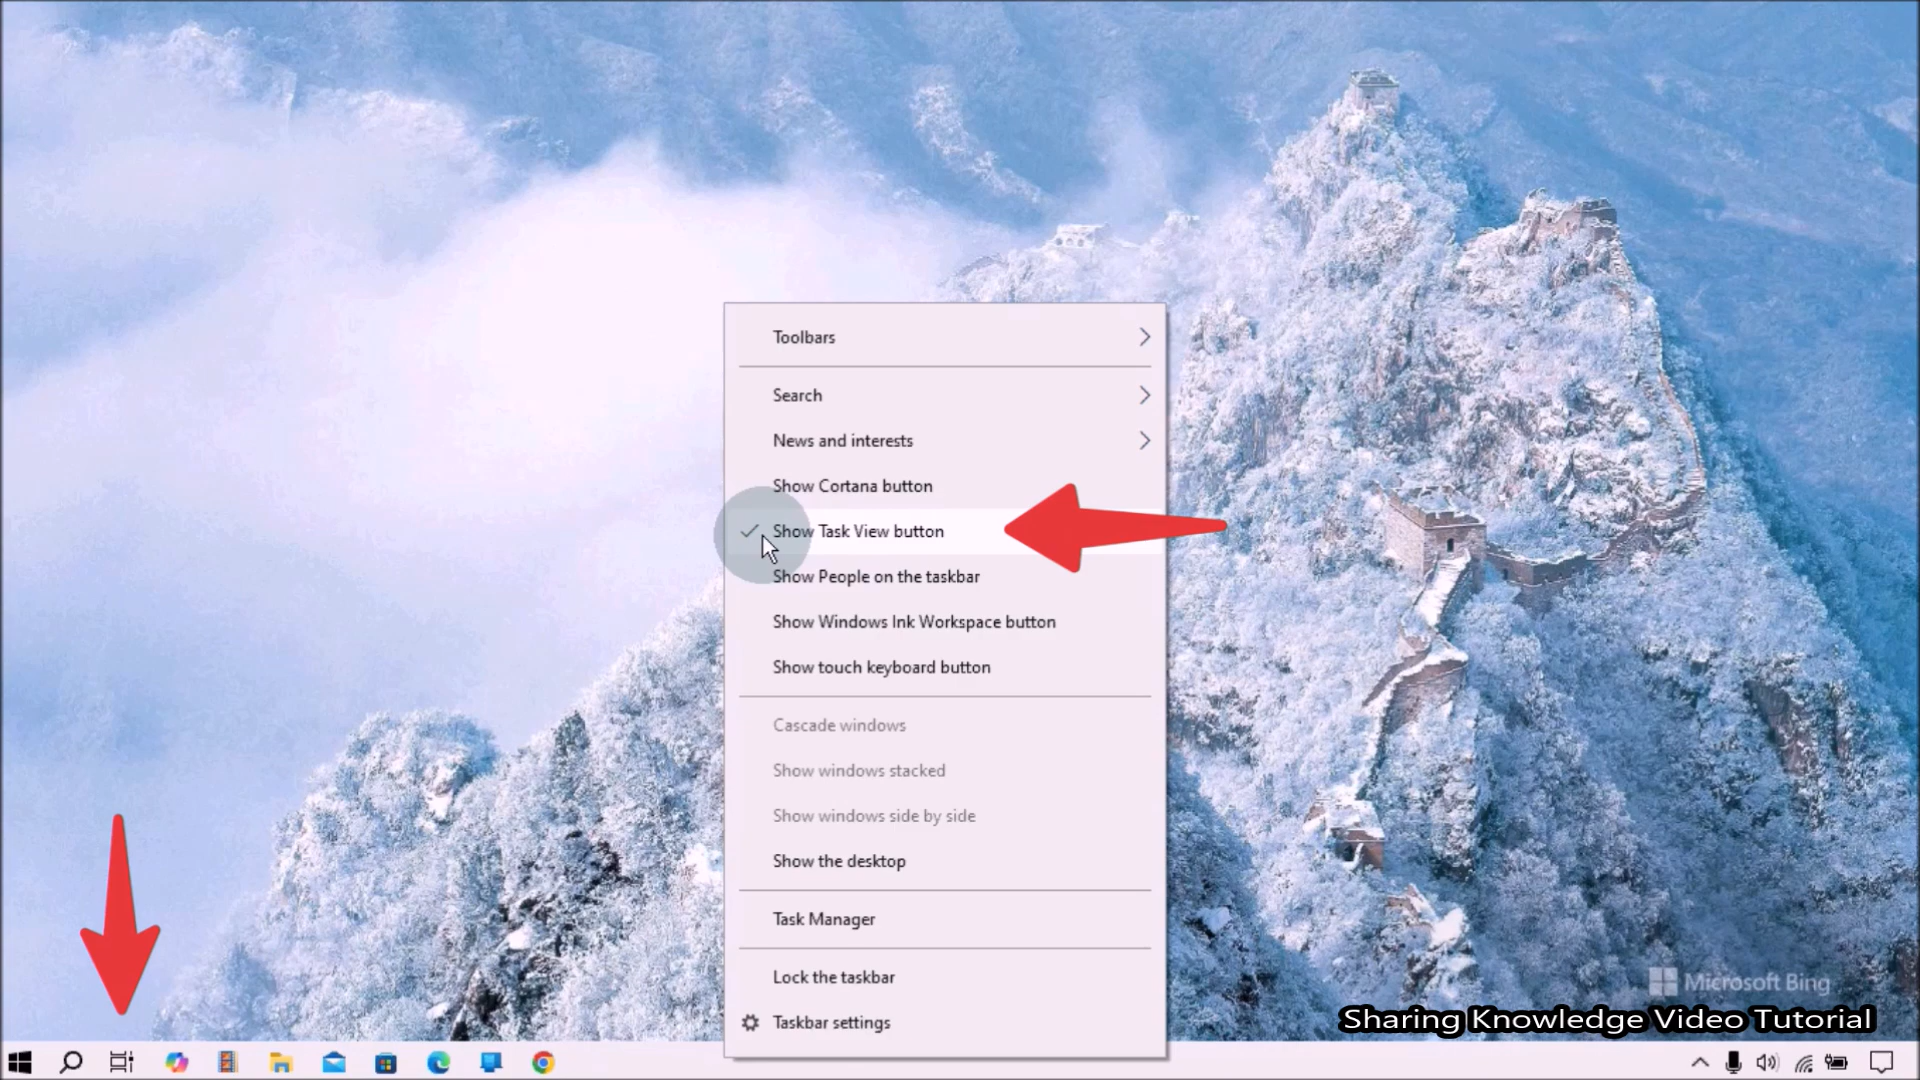 Toolbars
Search
News and interests
Show Cortana button
Show Task View button
Show People on the taskbar
Show Windows Ink Workspace button
Show touch keyboard button
Cascade windows
Show windows stacked
Show windows side by side
Show the desktop
Task Manager
Lock the taskbar
Taskbar settings
Microsoft Bing
Sharing Knowledge Video Tutorial